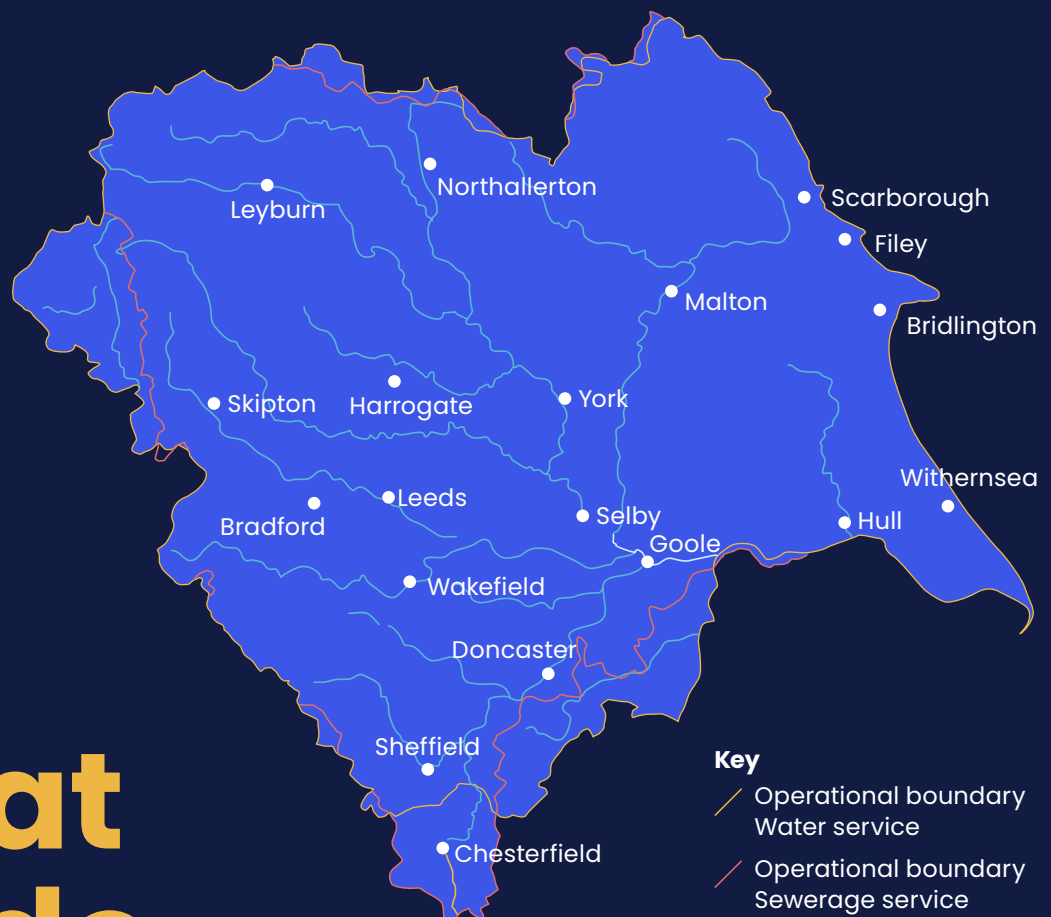 Northallerton
Leyburn
Scarborough
Filey
Malton
Bridlington
Skipton
Harrogate
York
Withernsea
Leeds
Bradford
Selby
Hull
Goole
Wakefield
Doncaster
Sheffield
Chesterfield
Key
Operational boundary
Water service
Operational boundary
Sewerage service
at